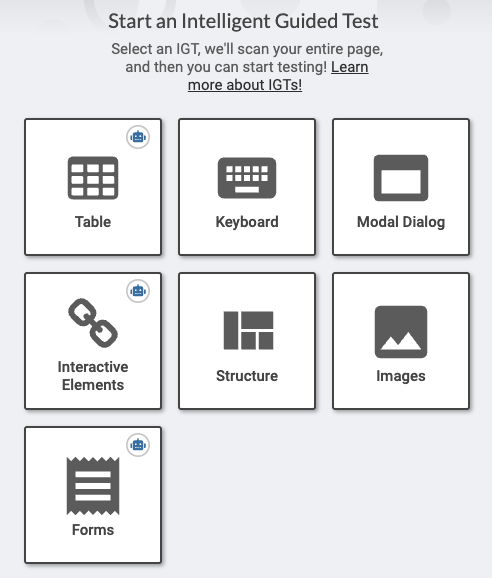 Start an Intelligent Guided Test
Select an IGT, we'll scan your entire page,
and then you can start testing! Learn
more about IGTs!
Table
Keyboard
Modal Dialog
Interactive
Elements
Structure
Images
Forms